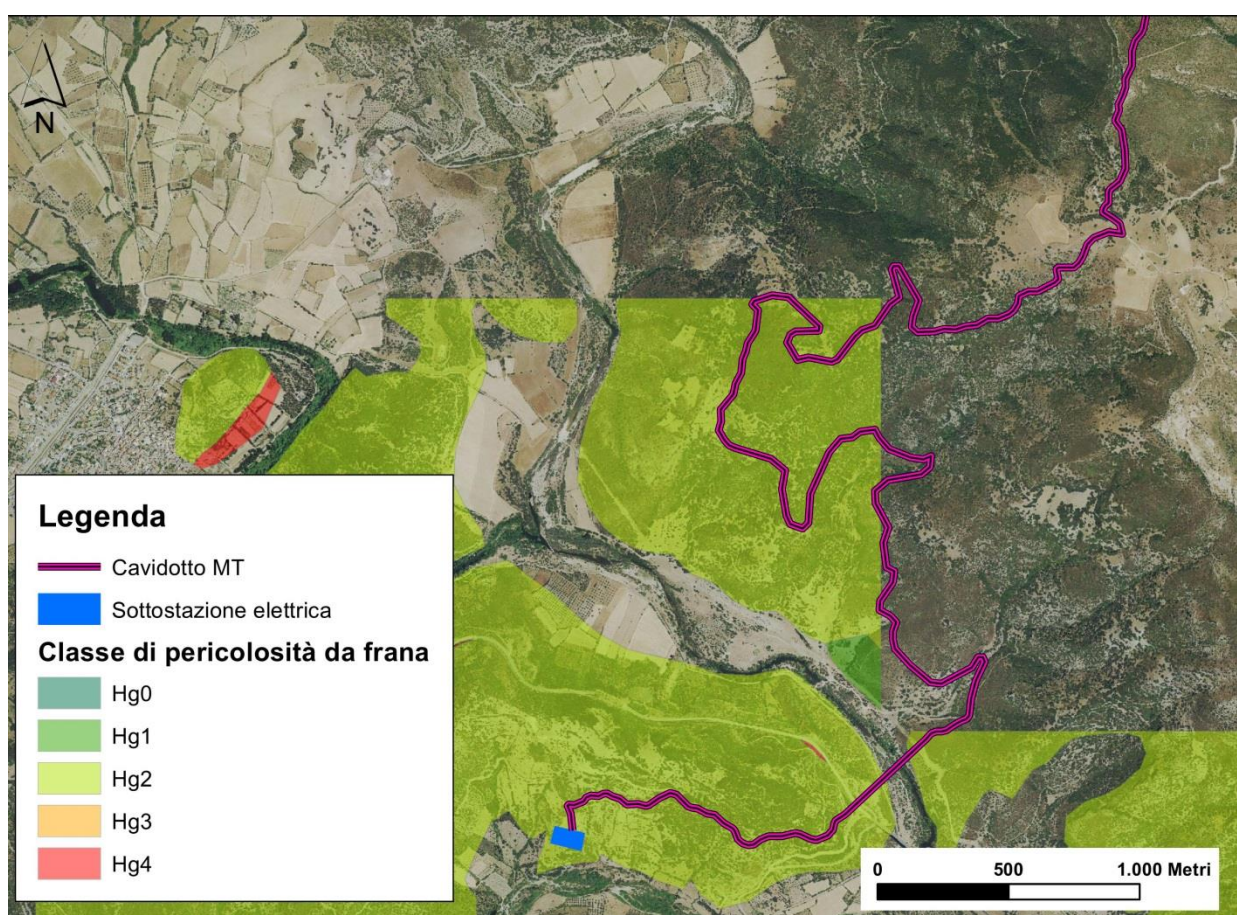 N
Legenda
Cavidotto MT
Sottostazione elettrica
Classe di pericolosità da frana
Hg0
Hg1
Hg2
Hg3
Hg4
0 500 1.000 Metri